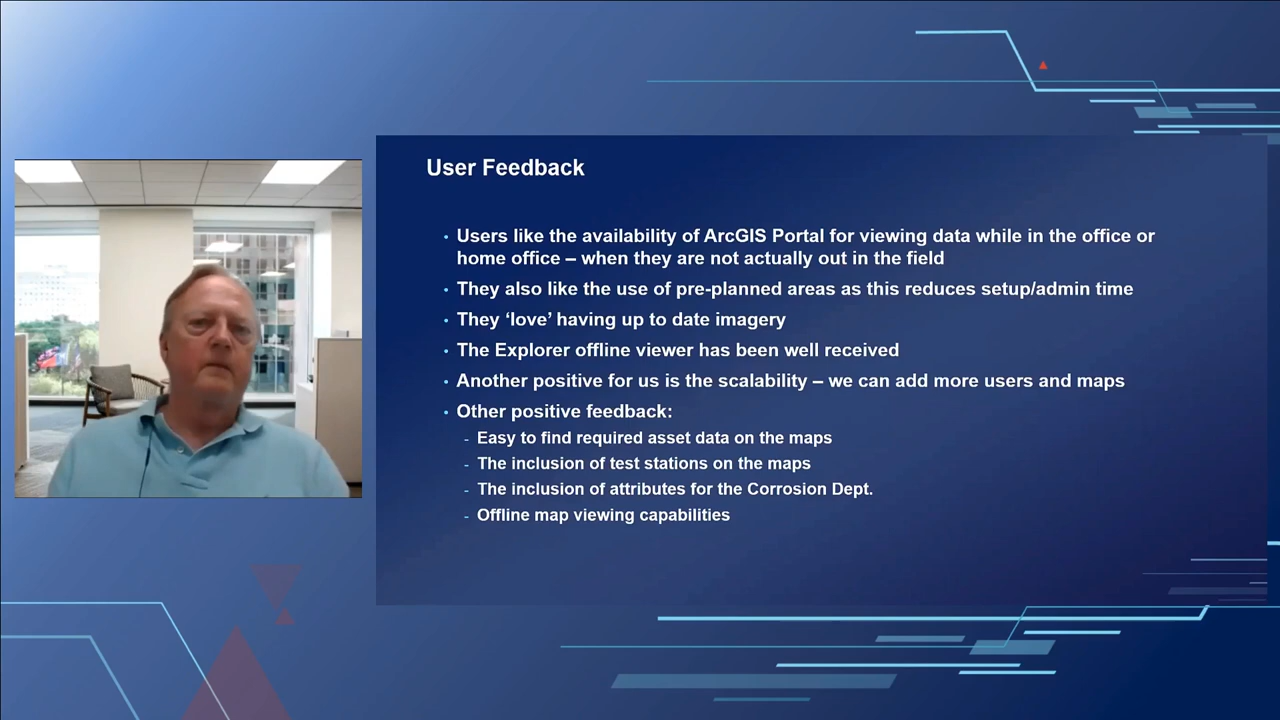 User Feedback
• Users like the availability of ArcGIS Portal for viewing data while in the office or
home office – when they are not actually out in the field
• They also like the use of pre-planned areas as this reduces setup/admin time
• They ‘love’ having up to date imagery
• The Explorer offline viewer has been well received
• Another positive for us is the scalability – we can add more users and maps
• Other positive feedback:
- Easy to find required asset data on the maps
- The inclusion of test stations on the maps
- The inclusion of attributes for the Corrosion Dept.
- Offline map viewing capabilities